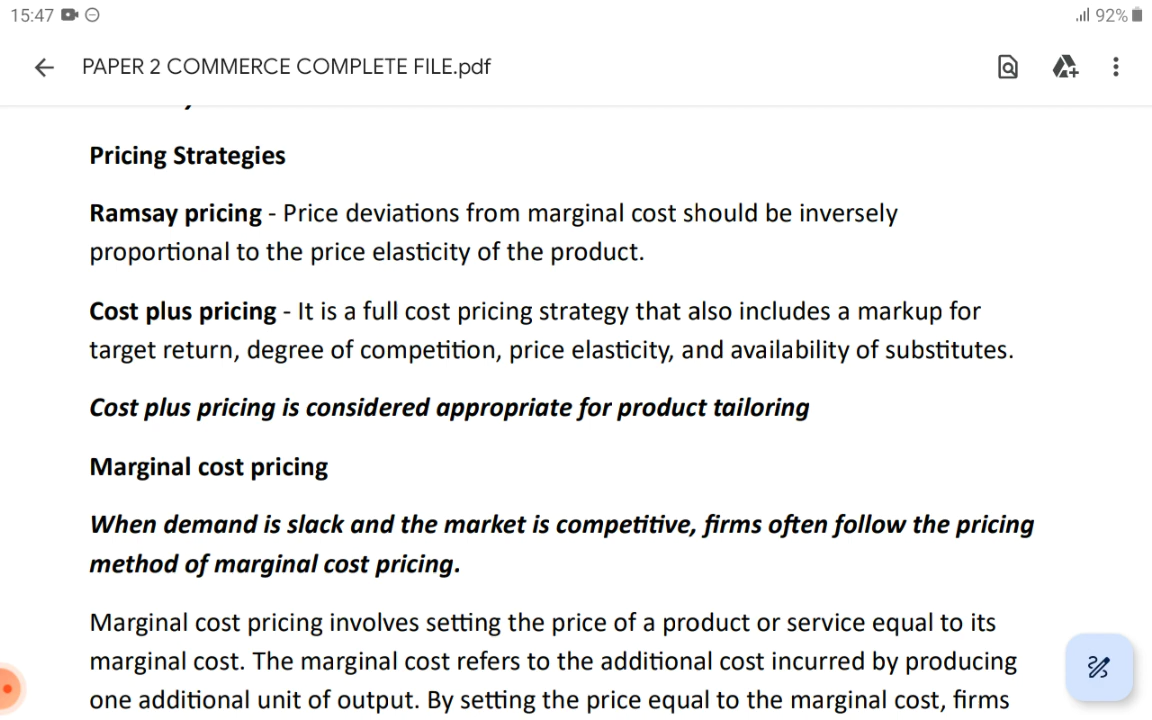 15:47
92%
PAPER 2 COMMERCE COMPLETE FILE.pdf
Pricing Strategies
Ramsay pricing - Price deviations from marginal cost should be inversely
proportional to the price elasticity of the product.
Cost plus pricing - It is a full cost pricing strategy that also includes a markup for
target return, degree of competition, price elasticity, and availability of substitutes.
Cost plus pricing is considered appropriate for product tailoring
Marginal cost pricing
When demand is slack and the market is competitive, firms often follow the pricing
method of marginal cost pricing.
Marginal cost pricing involves setting the price of a product or service equal to its
marginal cost. The marginal cost refers to the additional cost incurred by producing
one additional unit of output. By setting the price equal to the marginal cost, firms